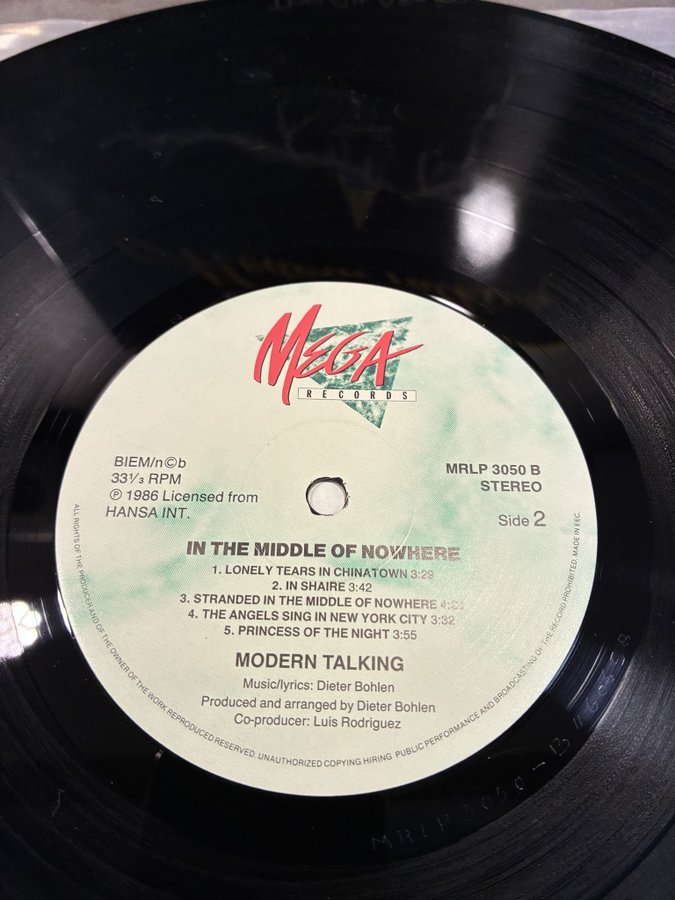 MEGA
RECORDS
BIEM/n©b
33⅓ RPM
℗ 1986 Licensed from
HANSA INT.
MRLP 3050 B
STEREO
Side 2
IN THE MIDDLE OF NOWHERE
1. LONELY TEARS IN CHINATOWN 3:29
2. IN SHAIRE 3:42
3. STRANDED IN THE MIDDLE OF NOWHERE
4. THE ANGELS SING IN NEW YORK CITY 3:32
5. PRINCESS OF THE NIGHT 3:55
MODERN TALKING
Music/lyrics: Dieter Bohlen
Produced and arranged by Dieter Bohlen
Co-producer: Luis Rodriguez
ALL RIGHTS OF THE PRODUCER AND OF THE OWNER OF THE WORK REPRODUCED RESERVED. UNAUTHORIZED COPYING HIRING PUBLIC PERFORMANCE AND BROADCASTING OF THE RECORD PROHIBITED. MADE IN EEC.
MRLP 3050 - B